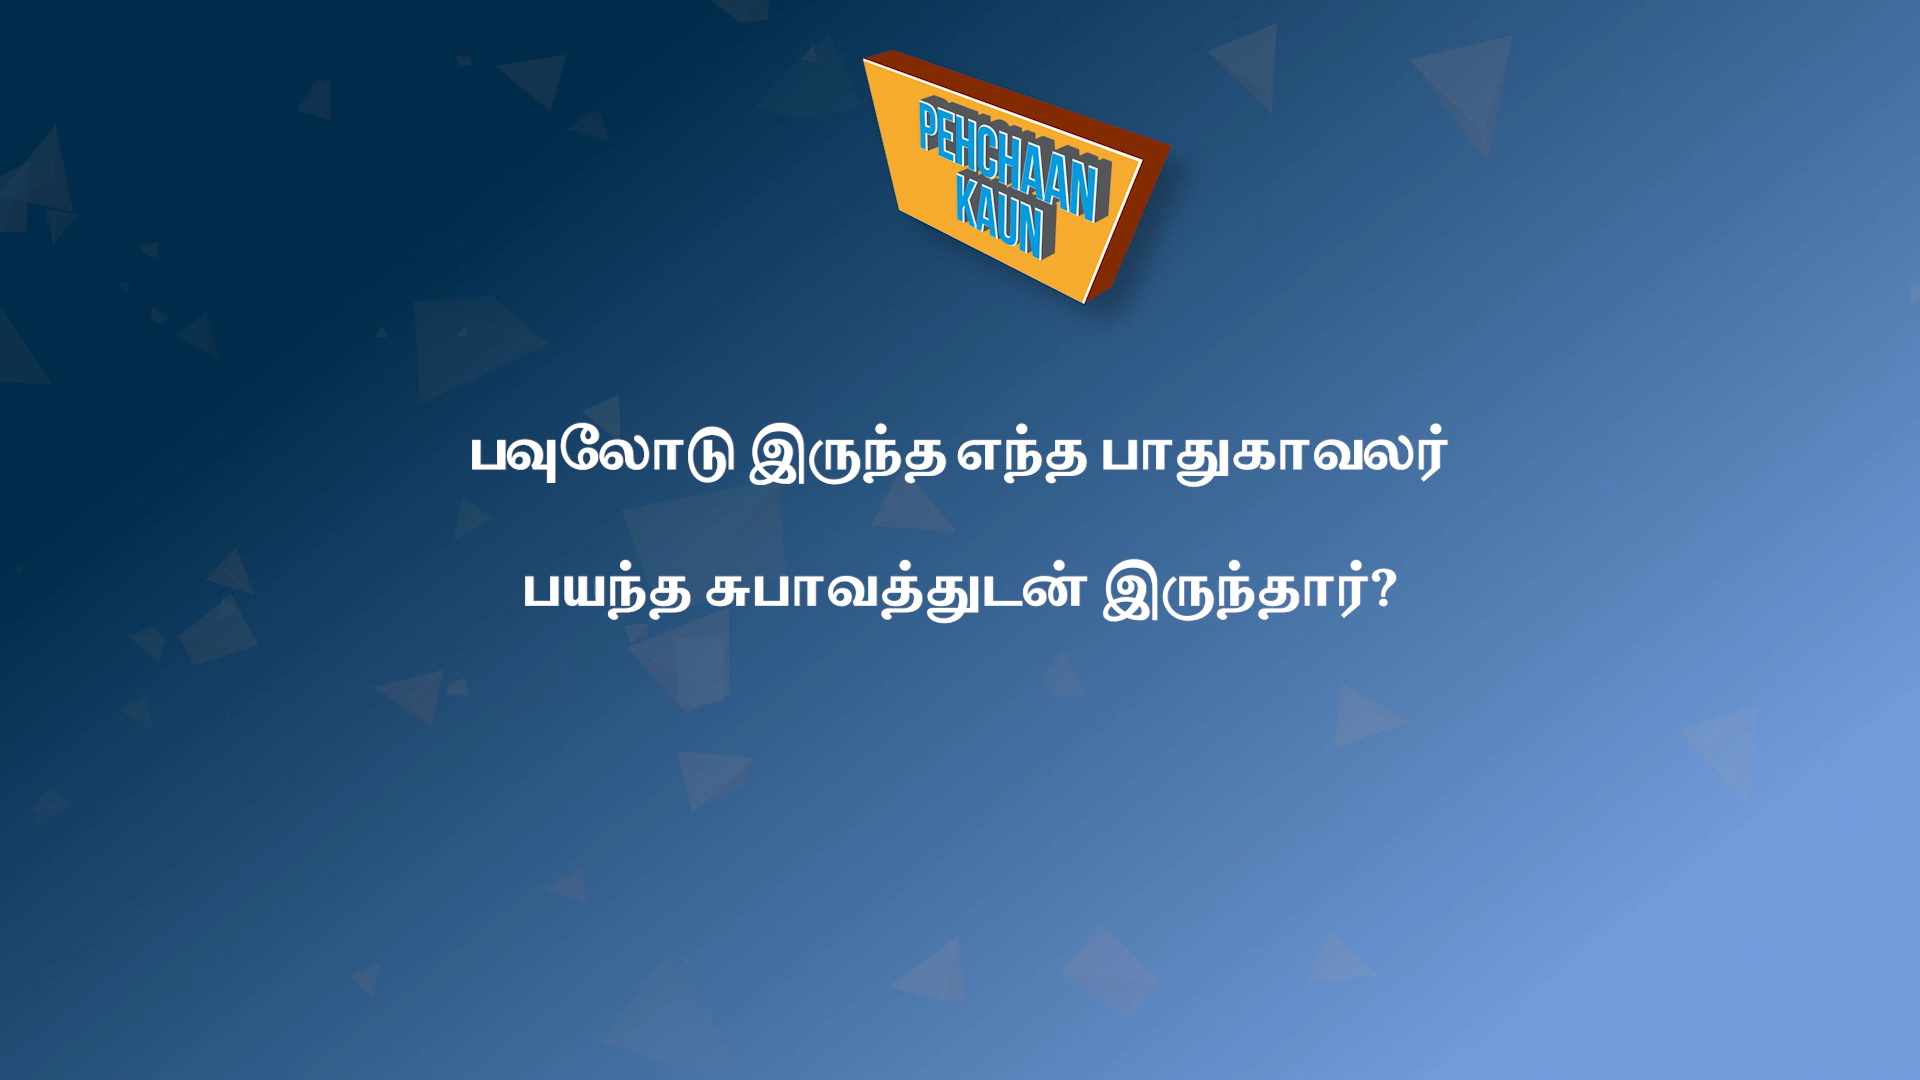 PEHCHAAN
KAUN
பவுலோடு இருந்த எந்த பாதுகாவலர்
பயந்த சுபாவத்துடன் இருந்தார்?